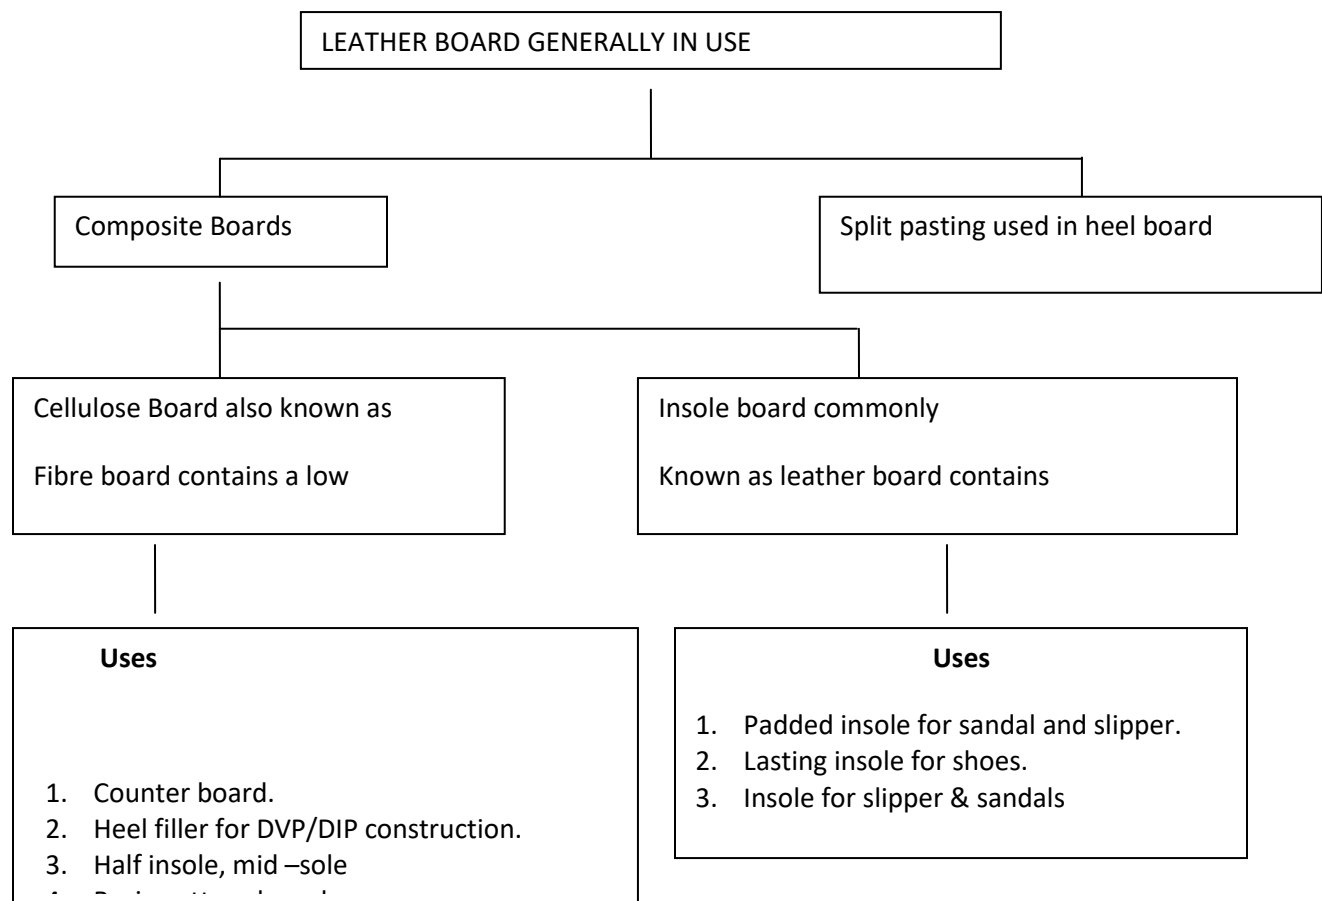 LEATHER BOARD GENERALLY IN USE
Composite Boards
Split pasting used in heel board
Cellulose Board also known as
Fibre board contains a low
Insole board commonly
Known as leather board contains
Uses
1. Counter board.
2. Heel filler for DVP/DIP construction.
3. Half insole, mid –sole
Uses
1. Padded insole for sandal and slipper.
2. Lasting insole for shoes.
3. Insole for slipper & sandals